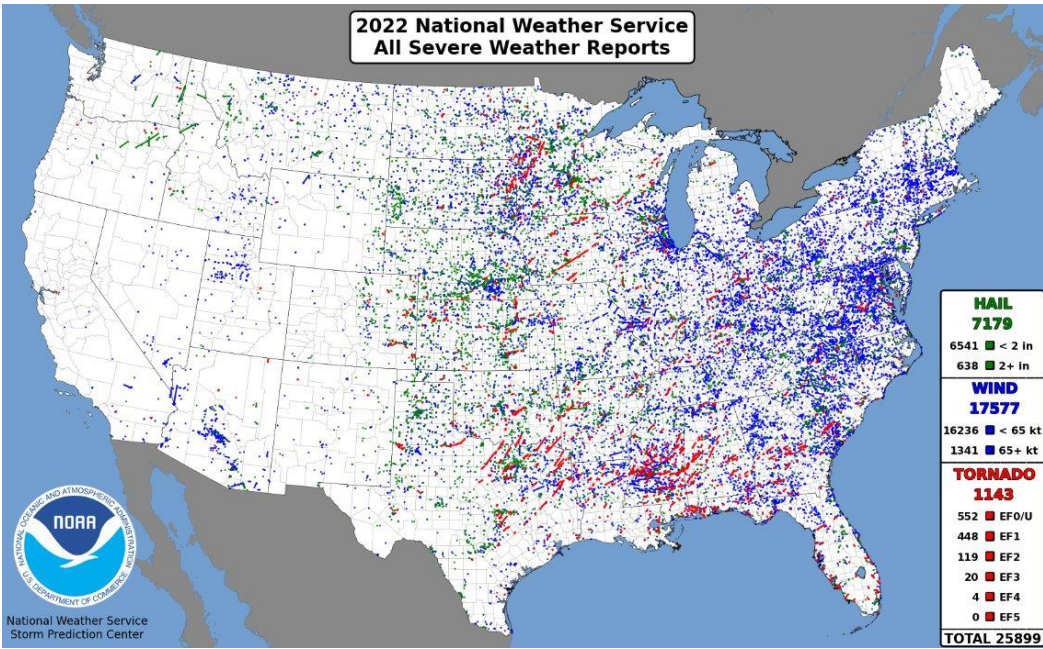 2022 National Weather Service
All Severe Weather Reports
HAIL
7179
6541 < 2 in
638 2+ in
WIND
17577
16236 < 65 kt
1341 65+ kt
TORNADO
1143
552 EF0/U
448 EF1
119 EF2
20 EF3
4 EF4
0 EF5
TOTAL 25899
NATIONAL OCEANIC AND ATMOSPHERIC ADMINISTRATION
NOAA
U.S. DEPARTMENT OF COMMERCE
National Weather Service
Storm Prediction Center